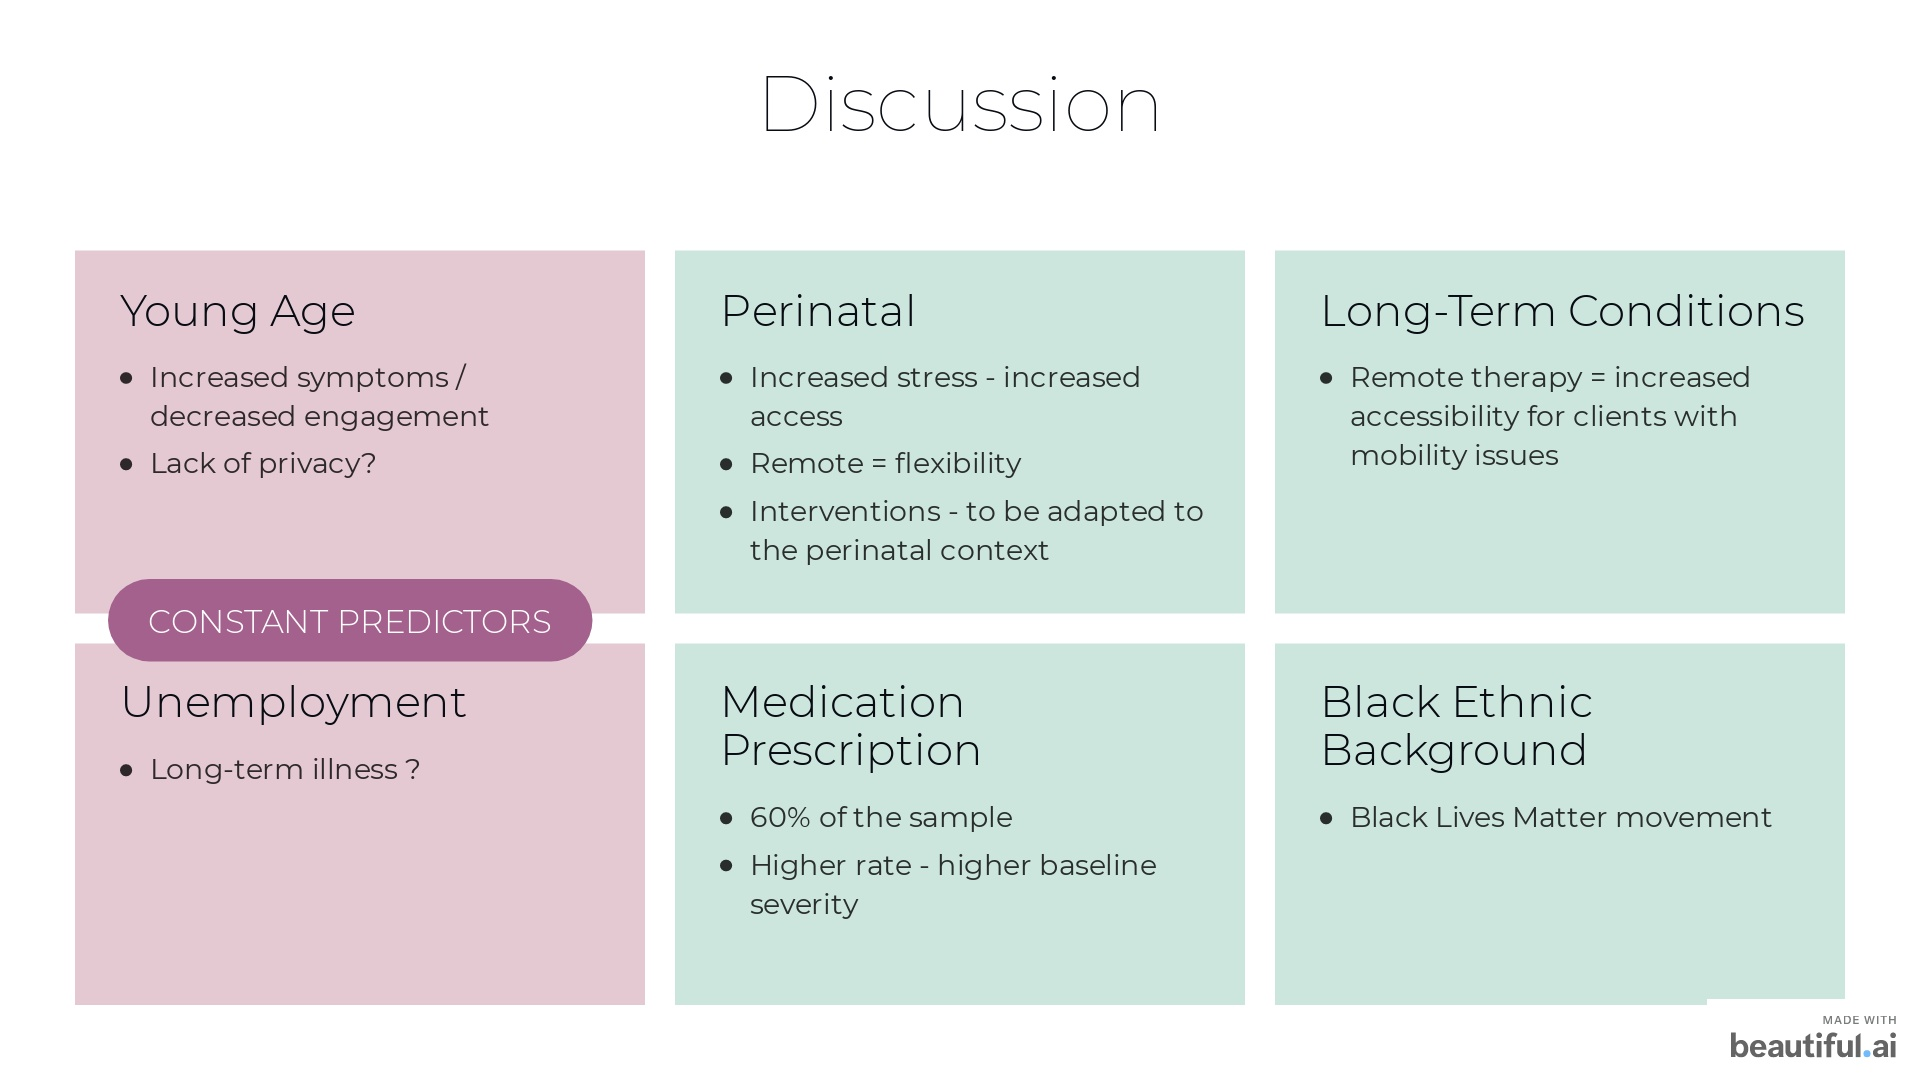 Discussion
Young Age
● Increased symptoms /
decreased engagement
● Lack of privacy?
Perinatal
● Increased stress - increased
access
● Remote = flexibility
● Interventions - to be adapted to
the perinatal context
Long-Term Conditions
● Remote therapy = increased
accessibility for clients with
mobility issues
CONSTANT PREDICTORS
Unemployment
● Long-term illness ?
Medication
Prescription
● 60% of the sample
● Higher rate - higher baseline
severity
Black Ethnic
Background
● Black Lives Matter movement
MADE WITH
beautiful.ai